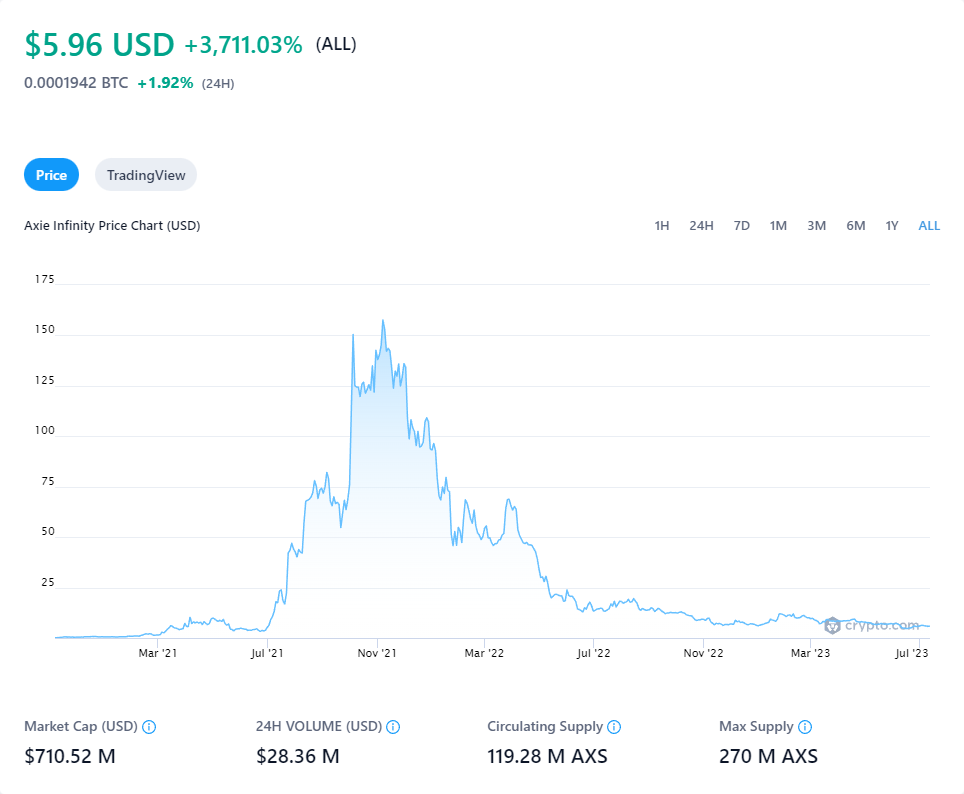 $5.96 USD +3,711.03% (ALL)
0.0001942 BTC +1.92% (24H)
Price TradingView
Axie Infinity Price Chart (USD) 1H 24H 7D 1M 3M 6M 1Y ALL
175
150
125
100
75
50
25
crypto.com
Mar '21 Jul '21 Nov '21 Mar '22 Jul '22 Nov '22 Mar '23 Jul '23
Market Cap (USD) 24H VOLUME (USD) Circulating Supply Max Supply
$710.52 M $28.36 M 119.28 M AXS 270 M AXS